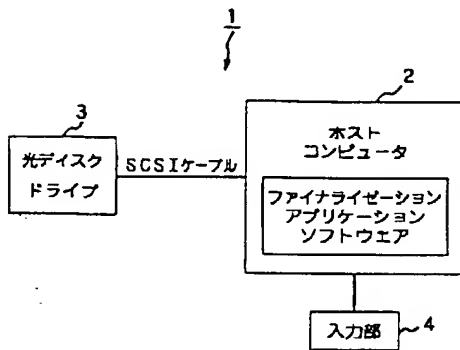 1
3
光ディスク
ドライブ
SCSIケーブル
2
ホスト
コンピュータ
ファイナライゼーション
アプリケーション
ソフトウェア
入力部
4